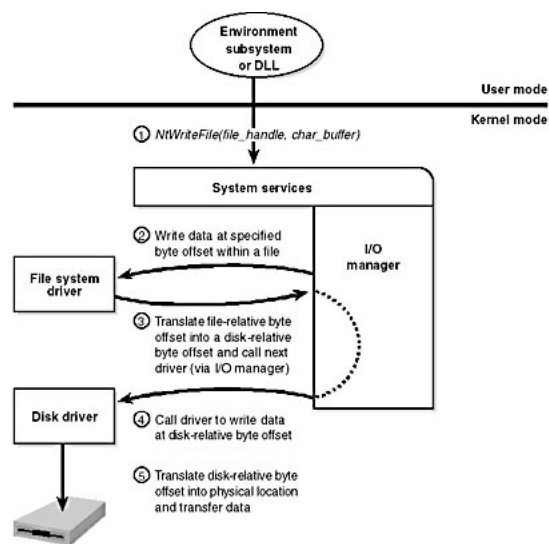 Environment
subsystem
or DLL
User mode
Kernel mode
① NtWriteFile(file_handle, char_buffer)
System services
② Write data at specified
byte offset within a file
I/O
manager
File system
driver
③ Translate file-relative byte
offset into a disk-relative
byte offset and call next
driver (via I/O manager)
Disk driver
④ Call driver to write data
at disk-relative byte offset
⑤ Translate disk-relative byte
offset into physical location
and transfer data